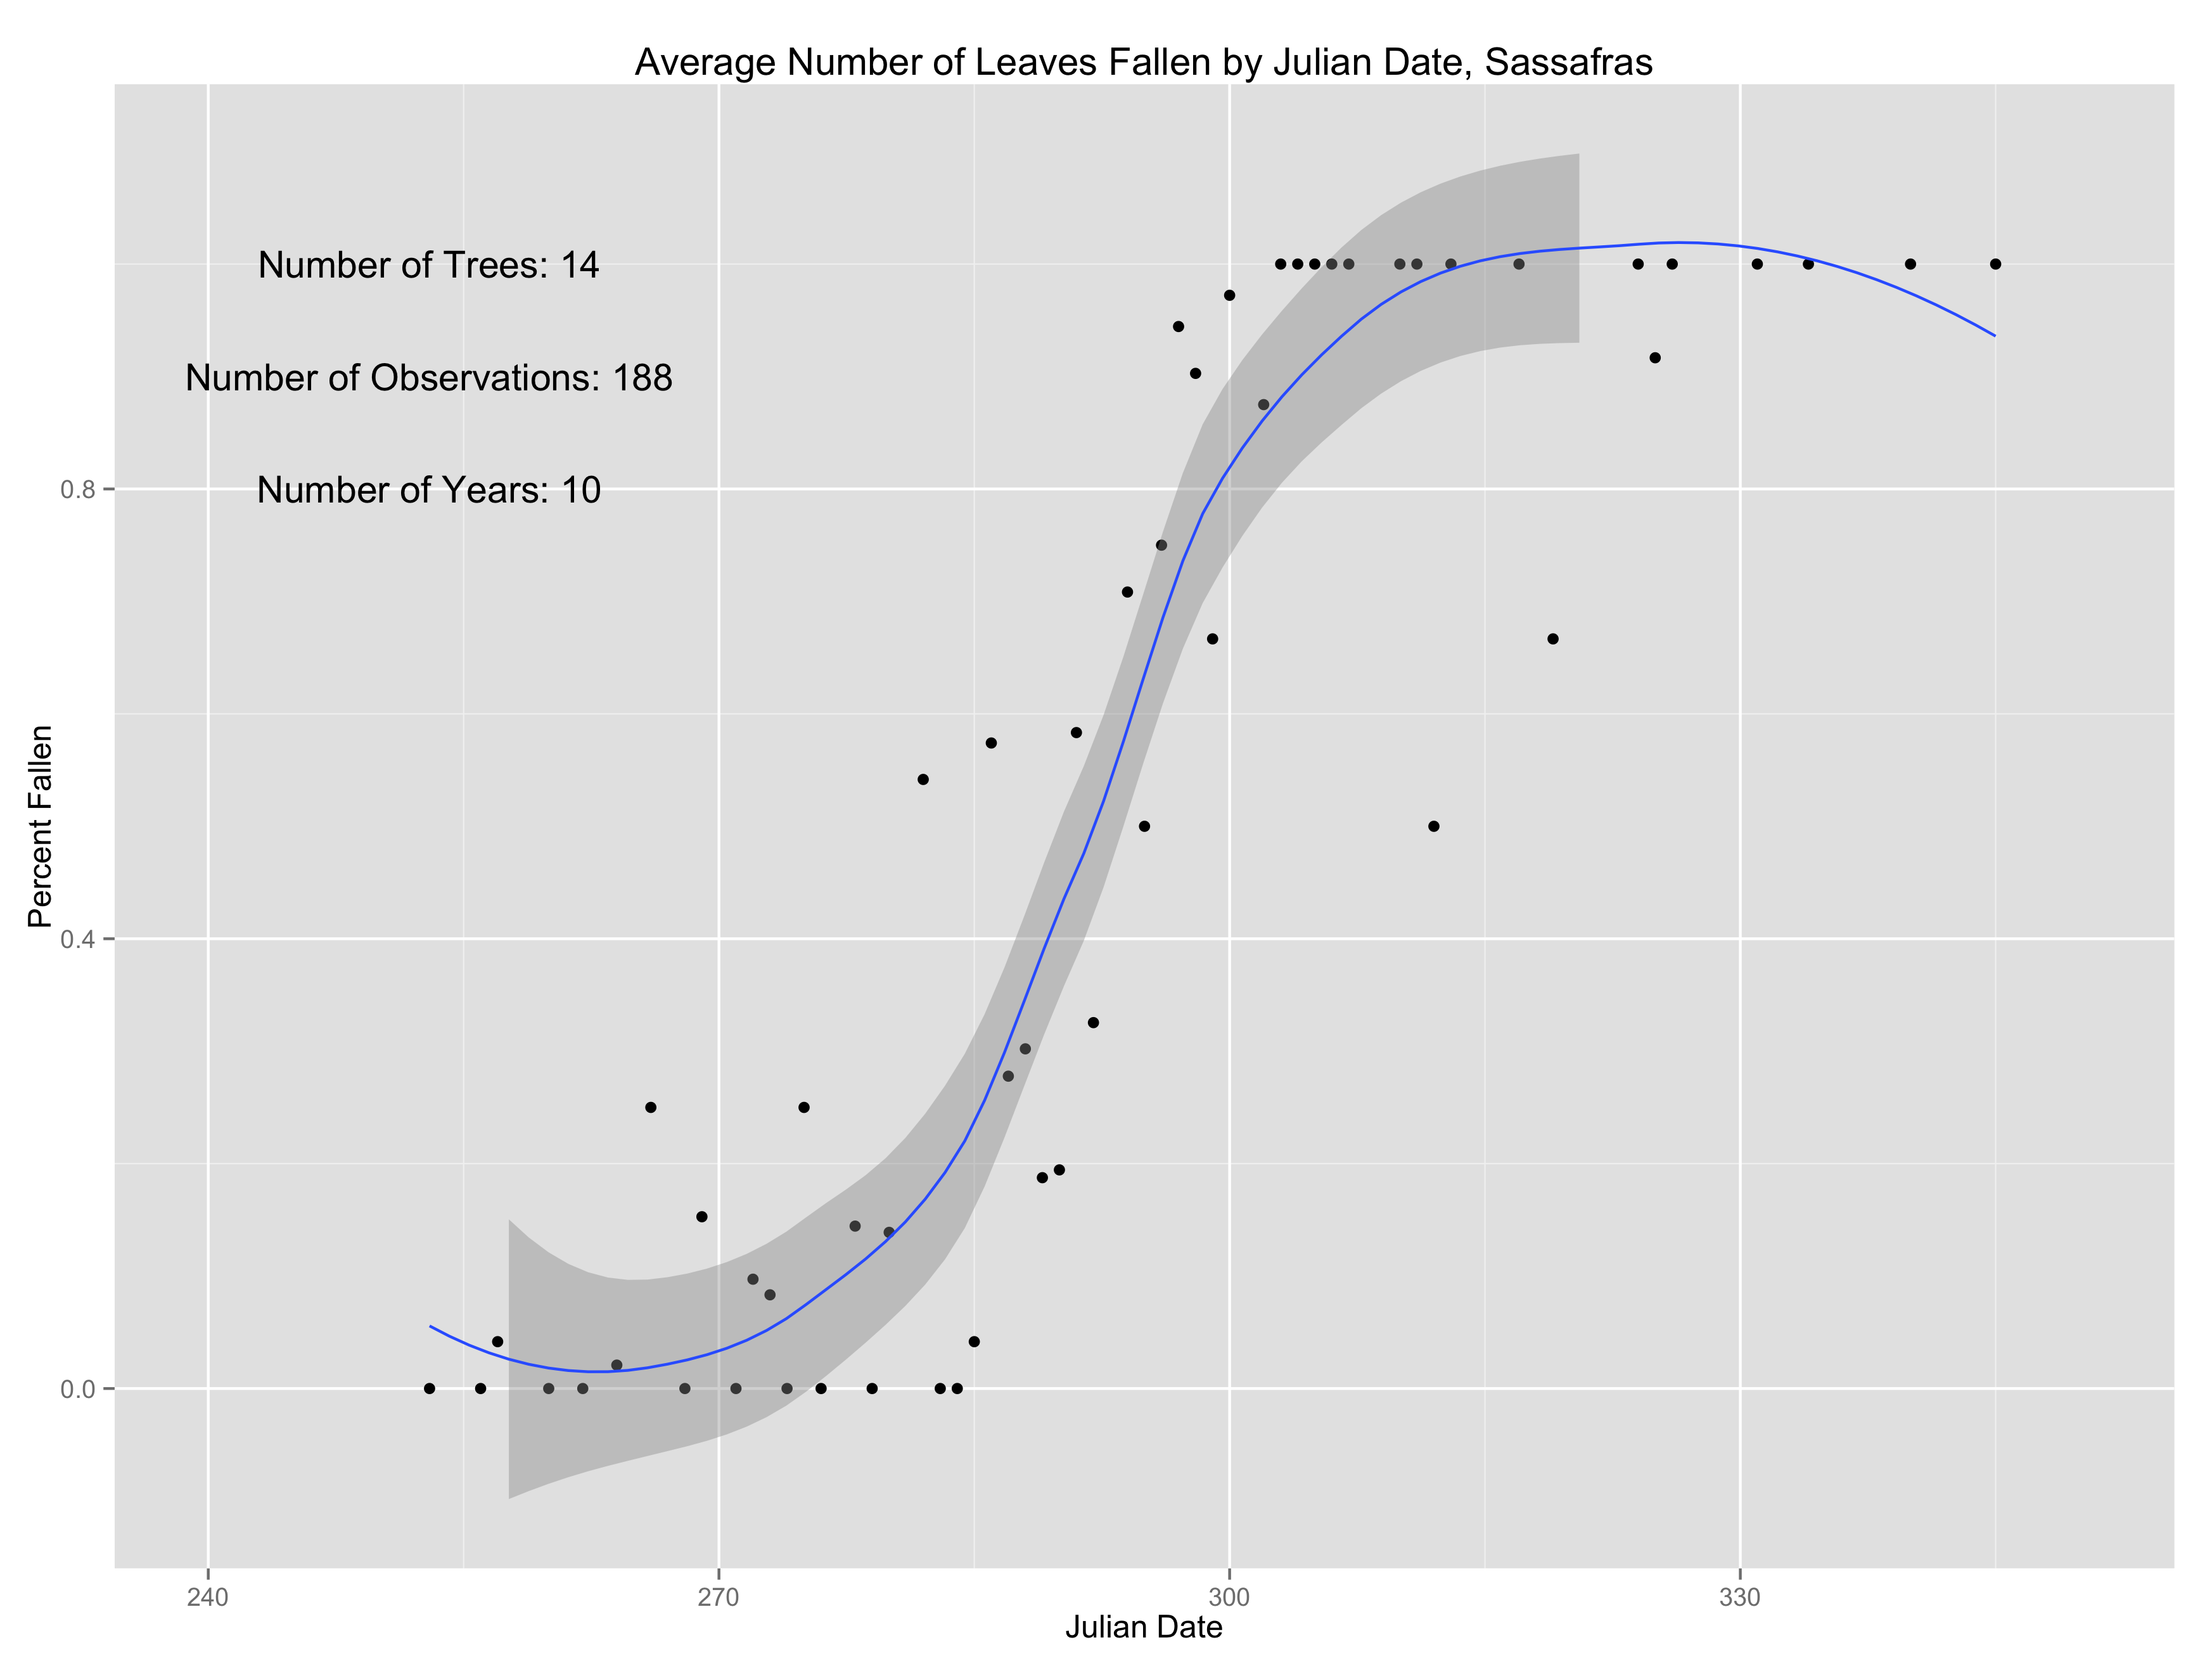 Average Number of Leaves Fallen by Julian Date, Sassafras
Number of Trees: 14
Number of Observations: 188
Number of Years: 10
Percent Fallen
0.8
0.4
0.0
240
270
300
330
Julian Date